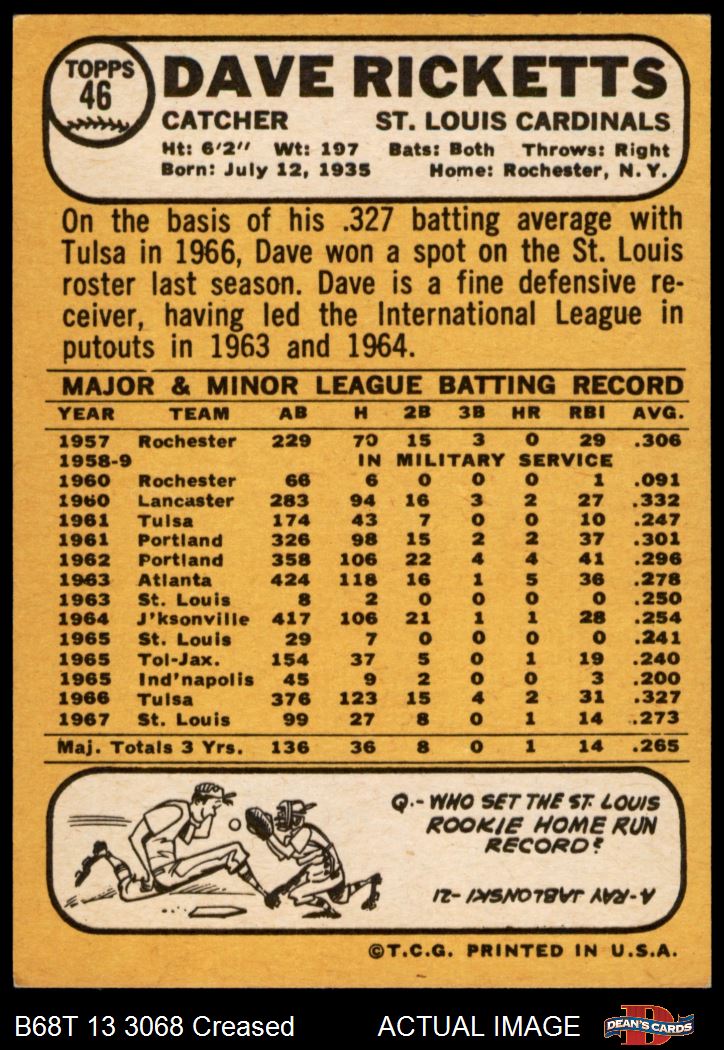 TOPPS
46
DAVE RICKETTS
CATCHER ST. LOUIS CARDINALS
Ht: 6'2" Wt: 197 Bats: Both Throws: Right
Born: July 12, 1935 Home: Rochester, N. Y.
On the basis of his .327 batting average with
Tulsa in 1966, Dave won a spot on the St. Louis
roster last season. Dave is a fine defensive re-
ceiver, having led the International League in
putouts in 1963 and 1964.
MAJOR & MINOR LEAGUE BATTING RECORD
YEAR TEAM AB H 2B 3B HR RBI AVG.
1957 Rochester 229 70 15 3 0 29 .306
1958-9 IN MILITARY SERVICE
1960 Rochester 66 6 0 0 0 1 .091
1960 Lancaster 283 94 16 3 2 27 .332
1961 Tulsa 174 43 7 0 0 10 .247
1961 Portland 326 98 15 2 2 37 .301
1962 Portland 358 106 22 4 4 41 .296
1963 Atlanta 424 118 16 1 5 36 .278
1963 St. Louis 8 2 0 0 0 0 .250
1964 J'ksonville 417 106 21 1 1 28 .254
1965 St. Louis 29 7 0 0 0 0 .241
1965 Tol-Jax. 154 37 5 0 1 19 .240
1965 Ind'napolis 45 9 2 0 0 3 .200
1966 Tulsa 376 123 15 4 2 31 .327
1967 St. Louis 99 27 8 0 1 14 .273
Maj. Totals 3 Yrs. 136 36 8 0 1 14 .265
Q.- WHO SET THE ST. LOUIS
ROOKIE HOME RUN
RECORD?
A-RAY JABLONSKI-21
©T.C.G. PRINTED IN U.S.A.
B68T 13 3068 Creased ACTUAL IMAGE
D
DEAN'S CARDS